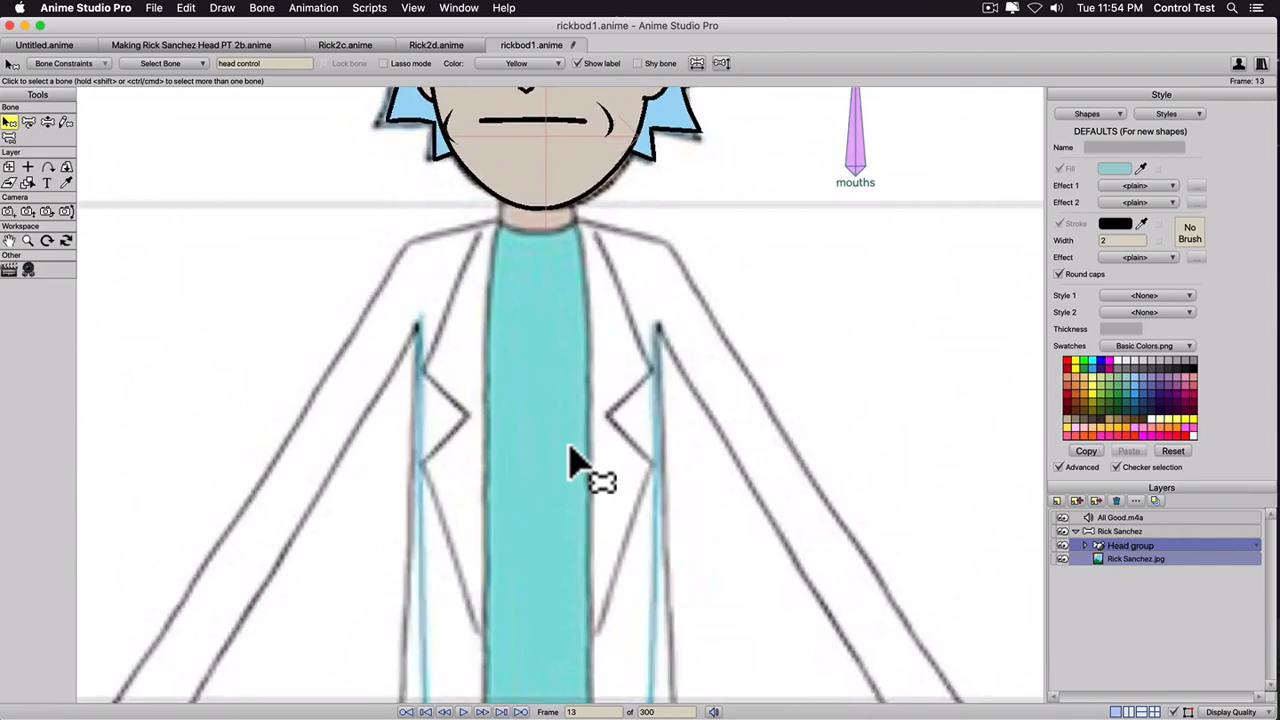 Anime Studio Pro File Edit Draw Bone Animation Scripts View Window Help Tue 11:54 PM Control Test
rickbod1.anime - Anime Studio Pro
Untitled.anime Making Rick Sanchez Head PT 2b.anime Rick2c.anime Rick2d.anime rickbod1.anime
Bone Constraints Select Bone head control Lock bone Lasso mode Color: Yellow Show label Shy bone
Click to select a bone (hold <shift> or <ctrl/cmd> to select more than one bone) Frame: 13
Tools
Bone
Layer
T
Camera
Workspace
Other
mouths
Style
Shapes Styles
DEFAULTS (For new shapes)
Name
Fill
Effect 1 <plain> ...
Effect 2 <plain> ...
Stroke
No Brush
Width 2
Effect <plain> ...
Round caps
Style 1 <None>
Style 2 <None>
Thickness
Swatches Basic Colors.png
Copy Paste Reset
Advanced Checker selection
Layers
All Good.m4a
Rick Sanchez
Head group
Rick Sanchez.jpg
Frame 13 of 300 Display Quality